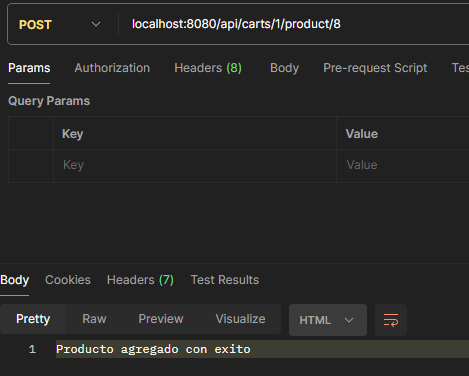 POST localhost:8080/api/carts/1/product/8
Params Authorization Headers (8) Body Pre-request Script Tes
Query Params
Key Value
Key Value
Body Cookies Headers (7) Test Results
Pretty Raw Preview Visualize HTML
1 Producto agregado con exito